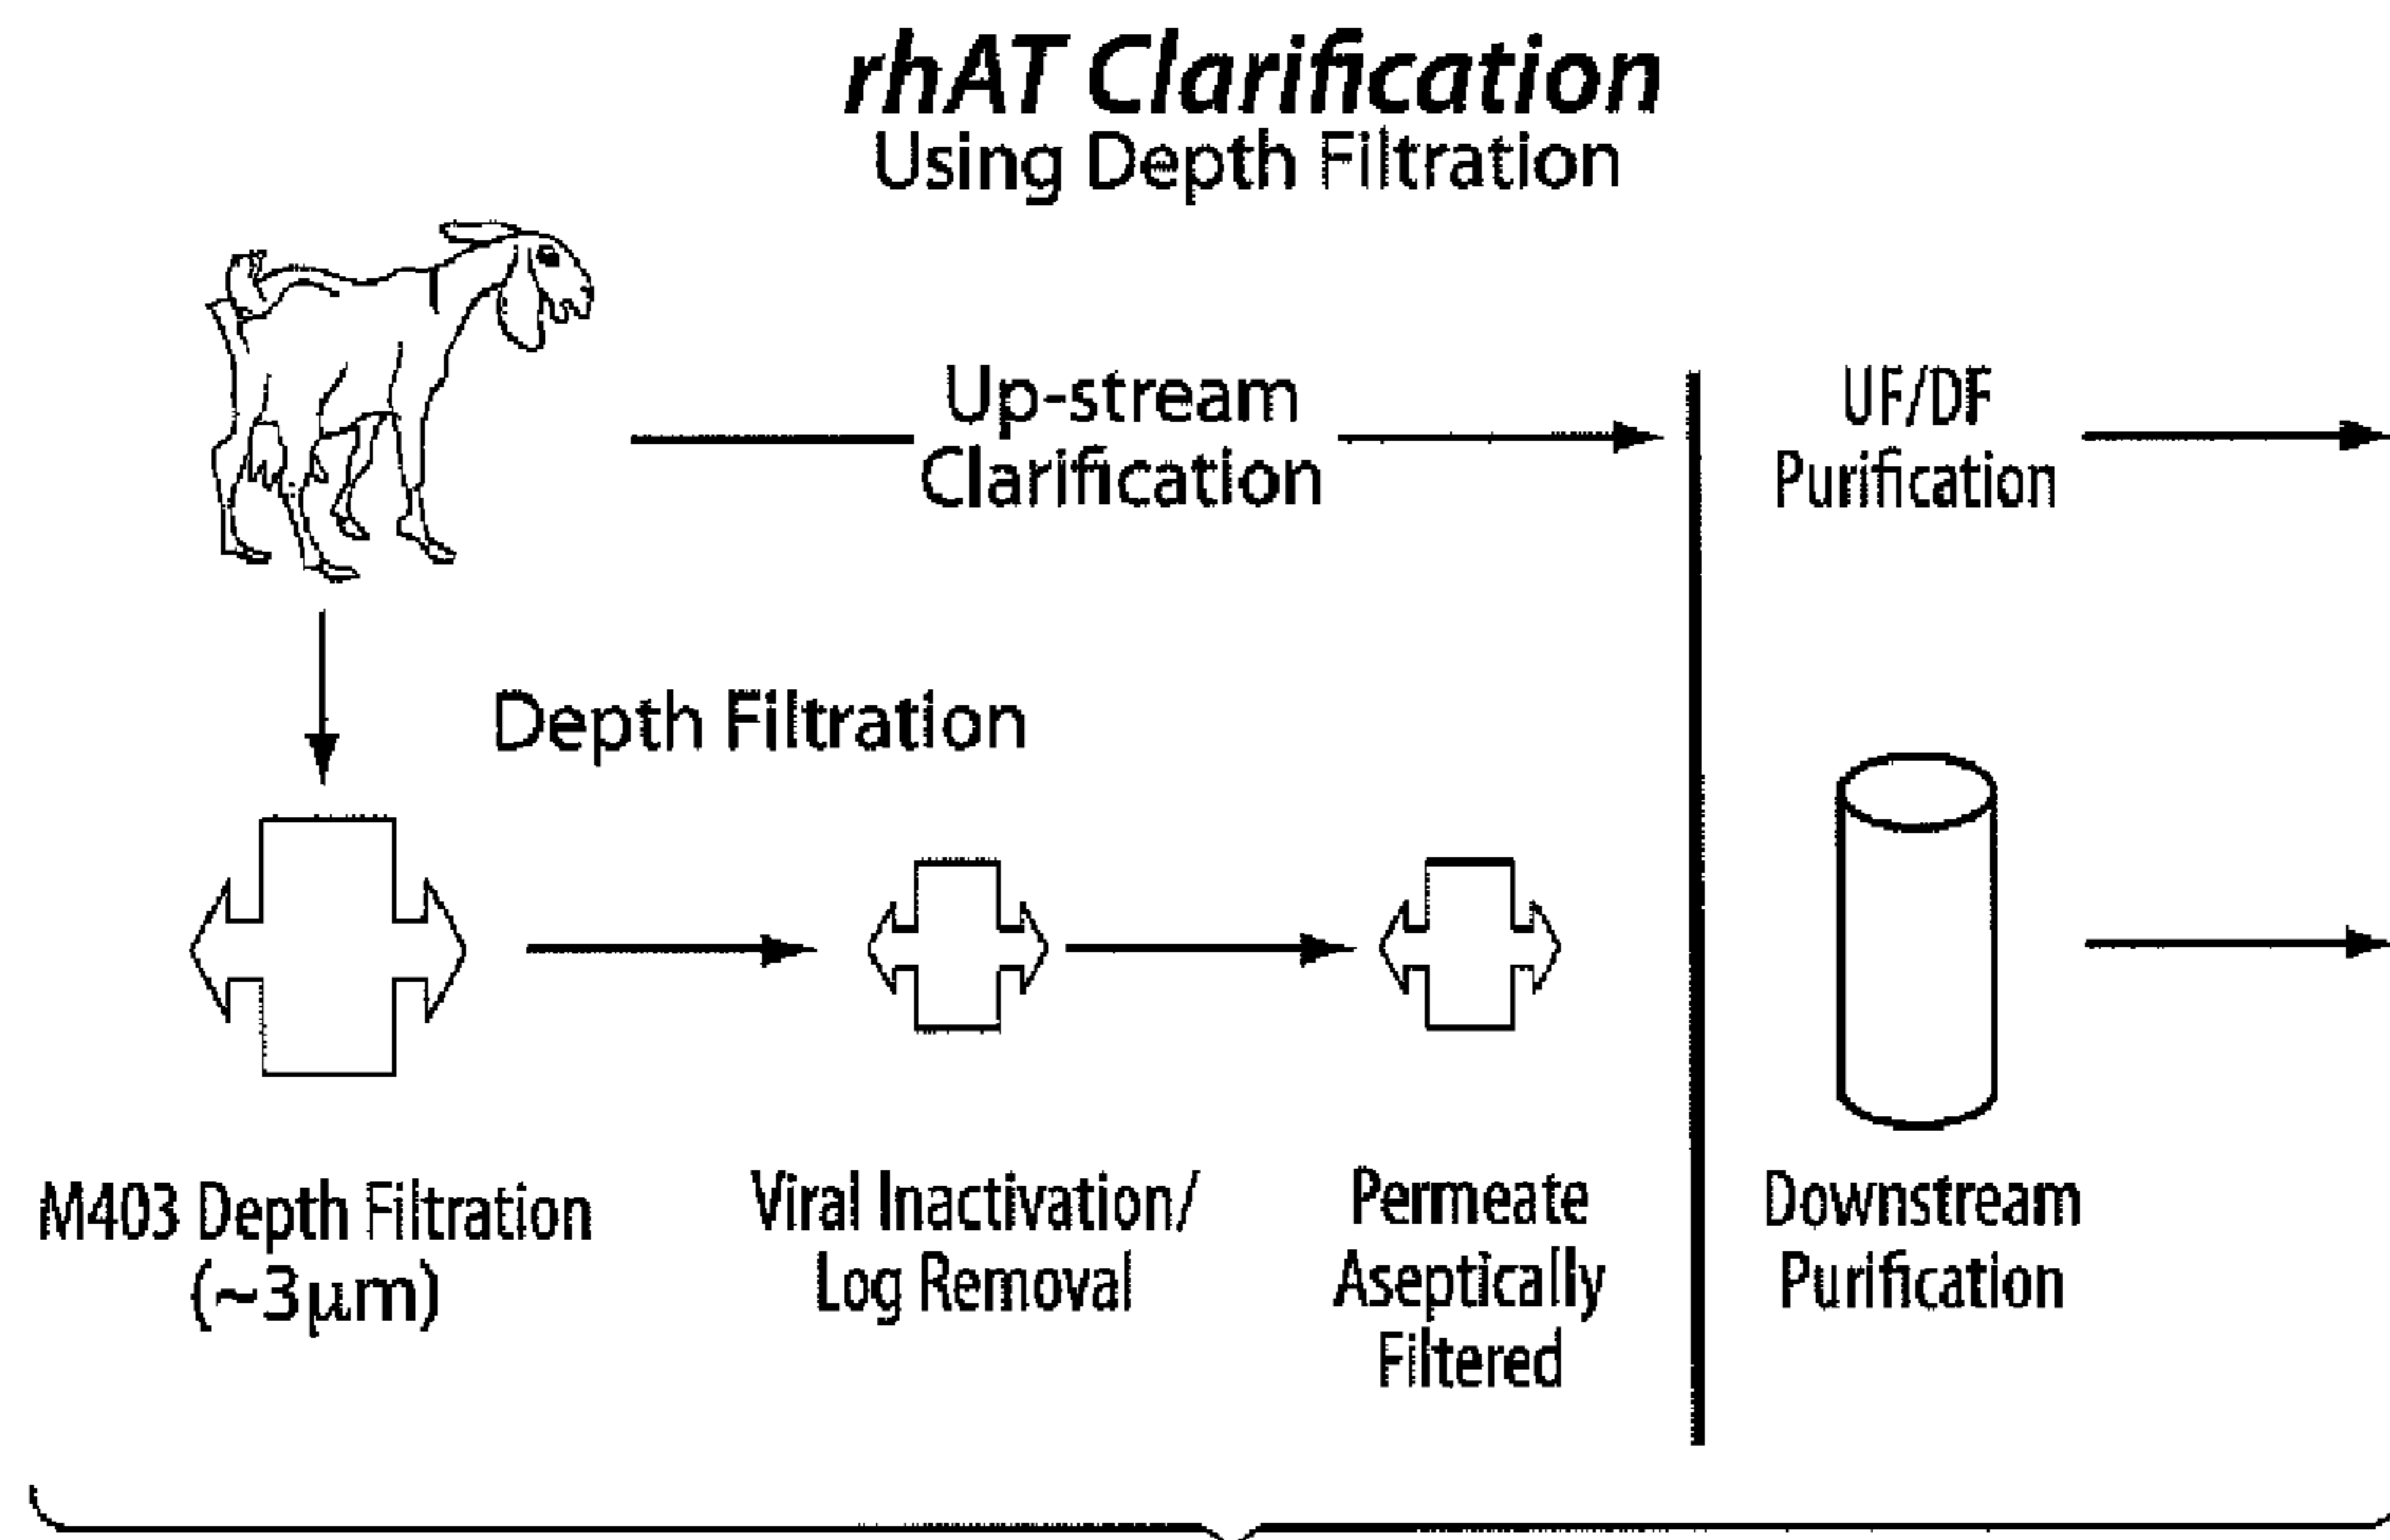 rhAT Clarification
Using Depth Filtration
Up-stream
Clarification
UF/DF
Purification
Depth Filtration
M403 Depth Filtration
(~3μm)
Viral Inactivation/
Log Removal
Permeate
Aseptically
Filtered
Downstream
Purification